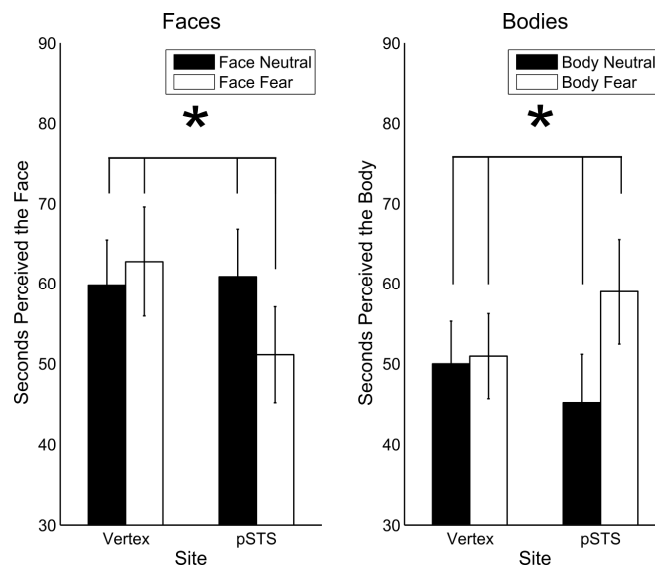 Faces
Seconds Perceived the Face
90
80
70
60
50
40
30
Face Neutral
Face Fear
*
Vertex
pSTS
Site
Bodies
Seconds Perceived the Body
90
80
70
60
50
40
30
Body Neutral
Body Fear
*
Vertex
pSTS
Site